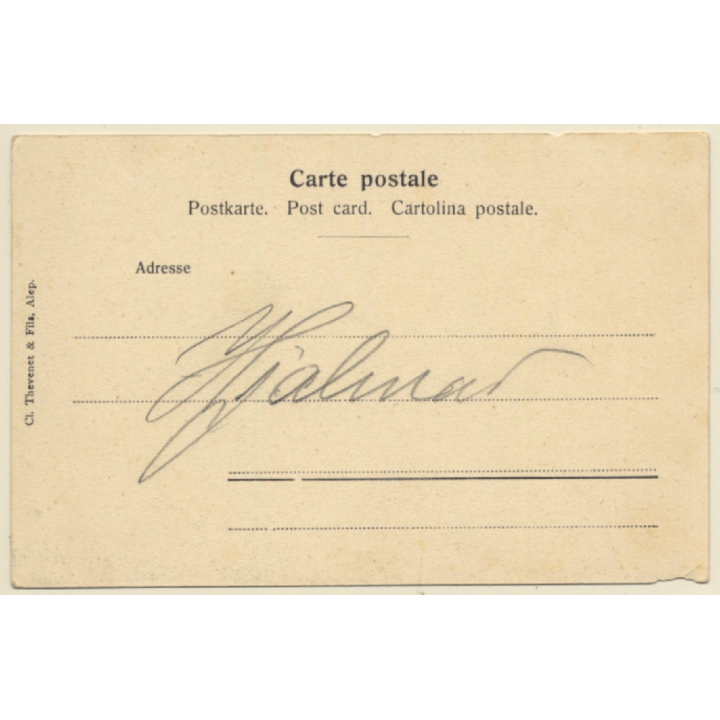 Carte postale
Postkarte. Post card. Cartolina postale.
Adresse
Cl. Thevenet & Fils, Alep.
Hjalmar